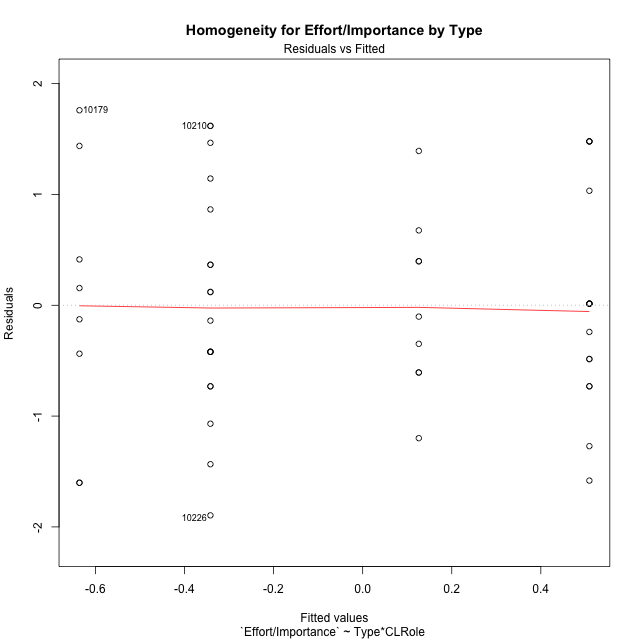 Homogeneity for Effort/Importance by Type
Residuals vs Fitted
2
1
0
-1
-2
Residuals
10179
10210
10226
-0.6 -0.4 -0.2 0.0 0.2 0.4
Fitted values
`Effort/Importance` ~ Type*CLRole